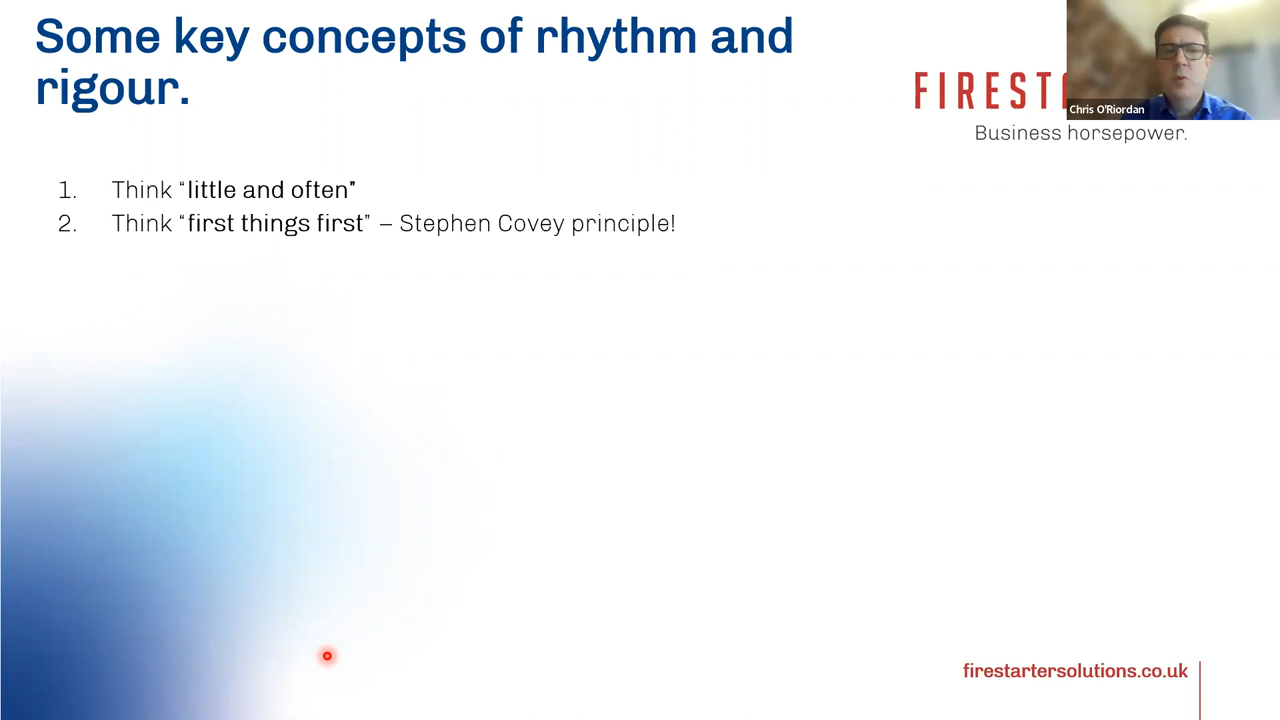 Some key concepts of rhythm and
rigour.
FIREST
Chris O'Riordan
Business horsepower.
1. Think “little and often”
2. Think “first things first” – Stephen Covey principle!
firestartersolutions.co.uk